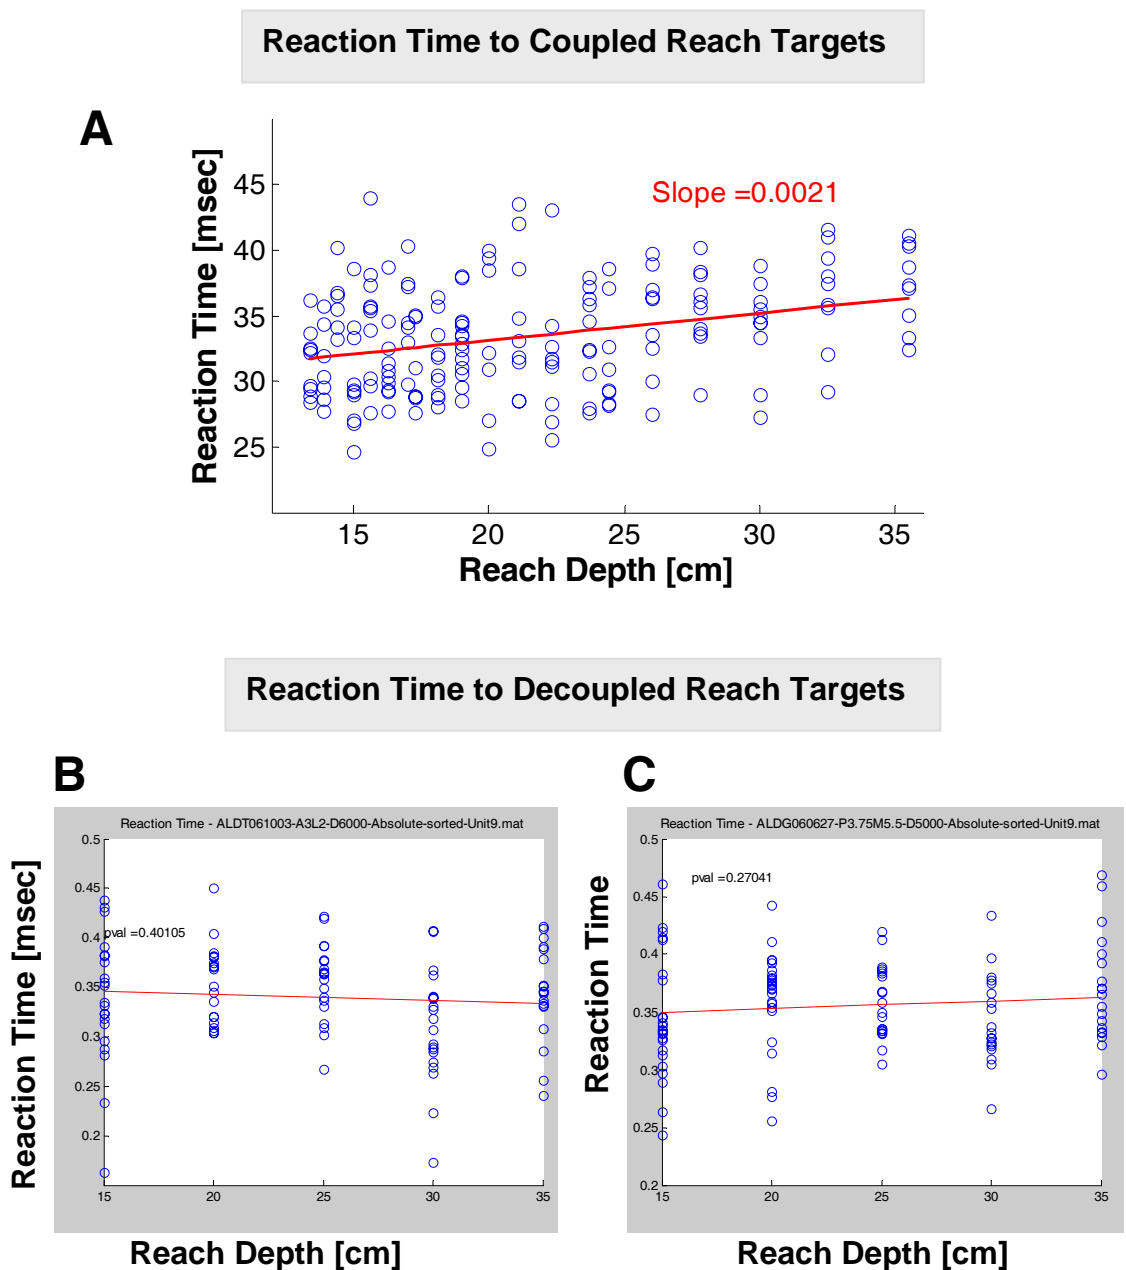 Reaction Time to Coupled Reach Targets
A
Reaction Time [msec]
45
40
35
30
25
Slope =0.0021
15 20 25 30 35
Reach Depth [cm]
Reaction Time to Decoupled Reach Targets
B
Reaction Time - ALDT061003-A3L2-D6000-Absolute-sorted-Unit9.mat
Reaction Time [msec]
0.5
0.45
0.4
0.35
0.3
0.25
0.2
pval =0.40105
15 20 25 30 35
Reach Depth [cm]
C
Reaction Time - ALDG060627-P3.75M5.5-D5000-Absolute-sorted-Unit9.mat
Reaction Time
0.5
0.45
0.4
0.35
0.3
0.25
0.2
pval =0.27041
15 20 25 30 35
Reach Depth [cm]